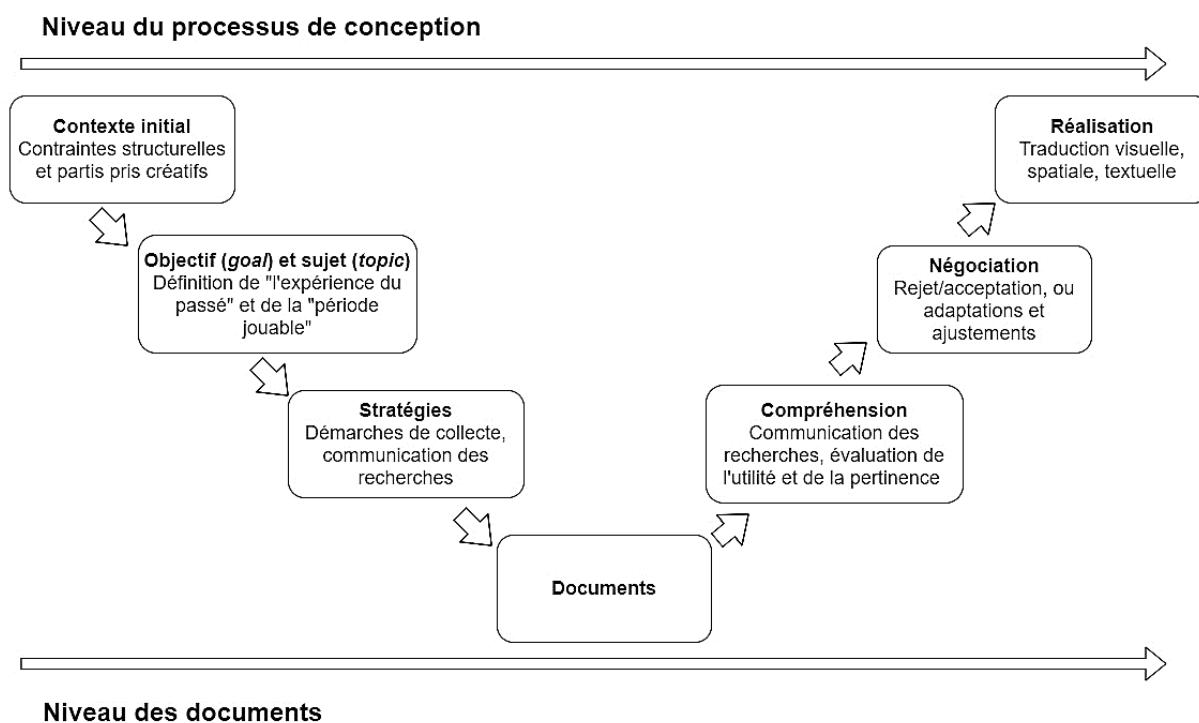 Niveau du processus de conception
Contexte initial
Contraintes structurelles
et partis pris créatifs
Objectif (goal) et sujet (topic)
Définition de "l'expérience du
passé" et de la "période
jouable"
Stratégies
Démarches de collecte,
communication des
recherches
Documents
Compréhension
Communication des
recherches, évaluation de
l'utilité et de la pertinence
Négociation
Rejet/acceptation, ou
adaptations et
ajustements
Réalisation
Traduction visuelle,
spatiale, textuelle
Niveau des documents